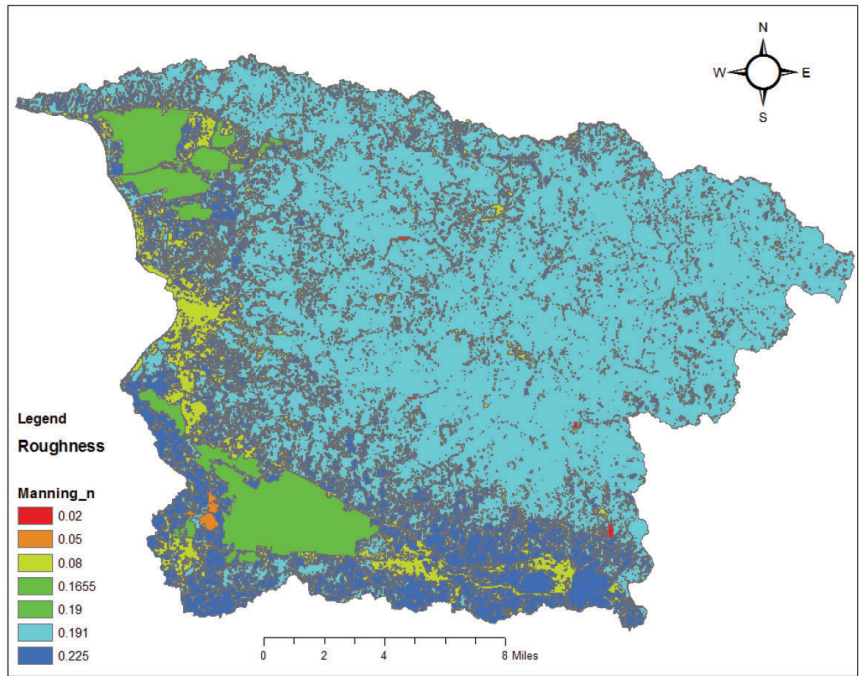 N
W E
S
Legend
Roughness
Manning_n
0.02
0.05
0.08
0.1655
0.19
0.191
0.225
0 2 4 8 Miles